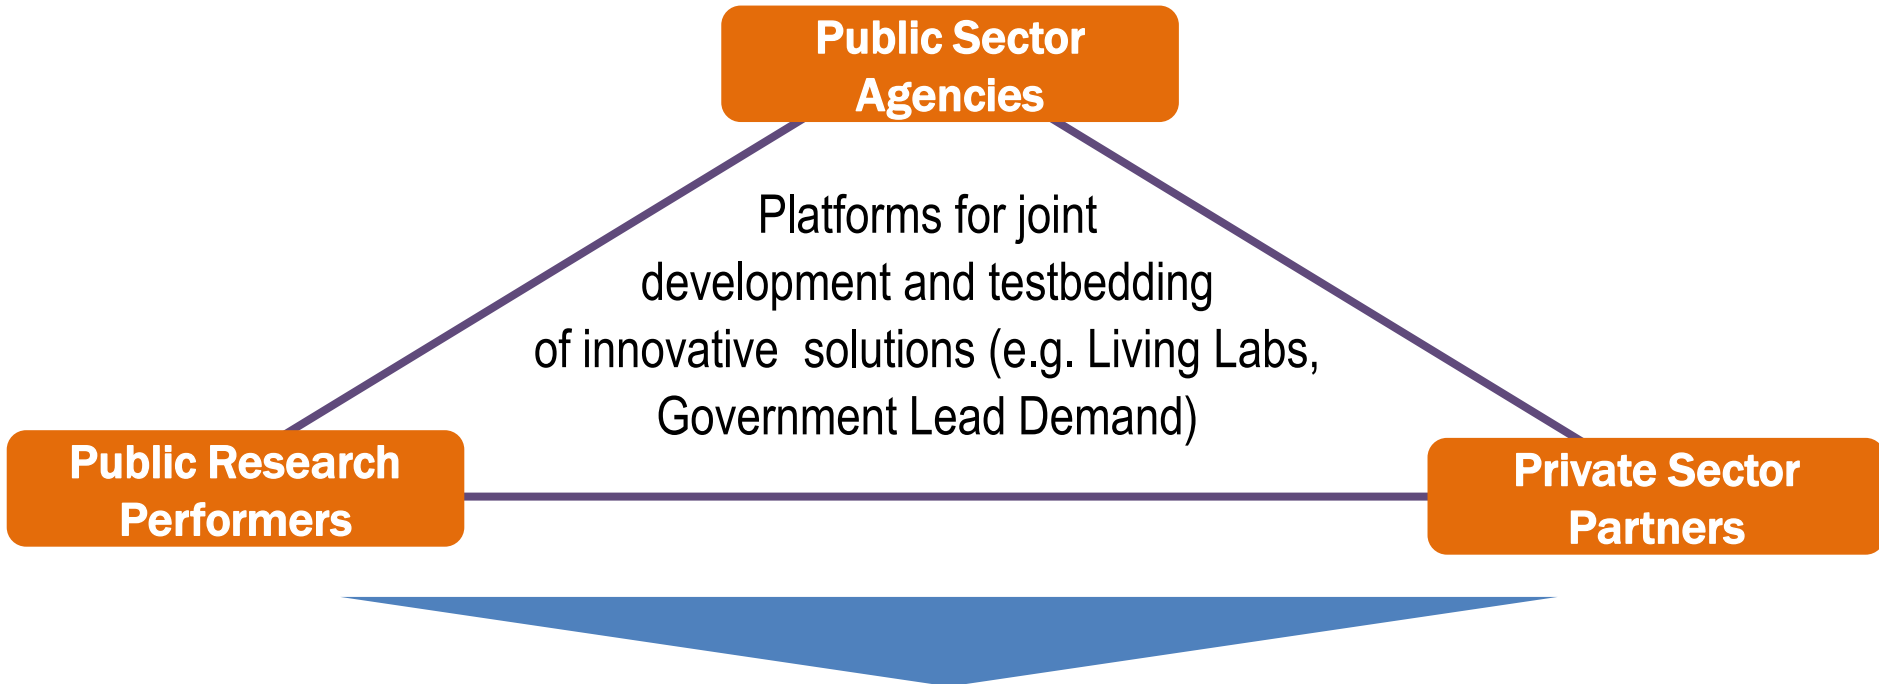 Public Sector
Agencies
Platforms for joint
development and testbedding
of innovative  solutions (e.g. Living Labs,
Government Lead Demand)
Public Research
Performers
Private Sector
Partners